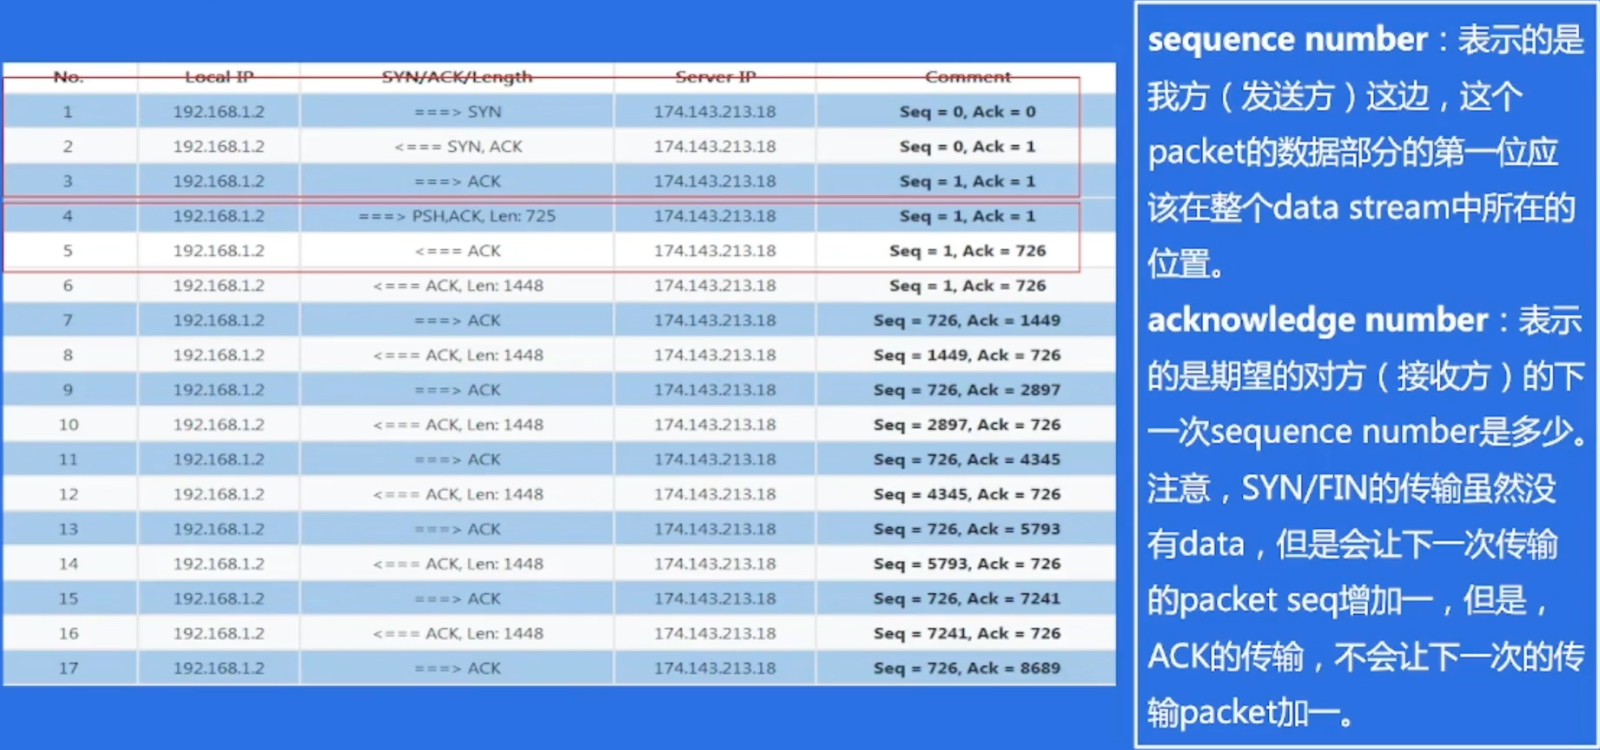 No. Local IP SYN/ACK/Length Server IP Comment
1 192.168.1.2 ===> SYN 174.143.213.18 Seq = 0, Ack = 0
2 192.168.1.2 <=== SYN, ACK 174.143.213.18 Seq = 0, Ack = 1
3 192.168.1.2 ===> ACK 174.143.213.18 Seq = 1, Ack = 1
4 192.168.1.2 ===> PSH,ACK, Len: 725 174.143.213.18 Seq = 1, Ack = 1
5 192.168.1.2 <=== ACK 174.143.213.18 Seq = 1, Ack = 726
6 192.168.1.2 <=== ACK, Len: 1448 174.143.213.18 Seq = 1, Ack = 726
7 192.168.1.2 ===> ACK 174.143.213.18 Seq = 726, Ack = 1449
8 192.168.1.2 <=== ACK, Len: 1448 174.143.213.18 Seq = 1449, Ack = 726
9 192.168.1.2 ===> ACK 174.143.213.18 Seq = 726, Ack = 2897
10 192.168.1.2 <=== ACK, Len: 1448 174.143.213.18 Seq = 2897, Ack = 726
11 192.168.1.2 ===> ACK 174.143.213.18 Seq = 726, Ack = 4345
12 192.168.1.2 <=== ACK, Len: 1448 174.143.213.18 Seq = 4345, Ack = 726
13 192.168.1.2 ===> ACK 174.143.213.18 Seq = 726, Ack = 5793
14 192.168.1.2 <=== ACK, Len: 1448 174.143.213.18 Seq = 5793, Ack = 726
15 192.168.1.2 ===> ACK 174.143.213.18 Seq = 726, Ack = 7241
16 192.168.1.2 <=== ACK, Len: 1448 174.143.213.18 Seq = 7241, Ack = 726
17 192.168.1.2 ===> ACK 174.143.213.18 Seq = 726, Ack = 8689
sequence number：表示的是
我方（发送方）这边，这个
packet的数据部分的第一位应
该在整个data stream中所在的
位置。
acknowledge number：表示
的是期望的对方（接收方）的下
一次sequence number是多少。
注意，SYN/FIN的传输虽然没
有data，但是会让下一次传输
的packet seq增加一，但是，
ACK的传输，不会让下一次的传
输packet加一。